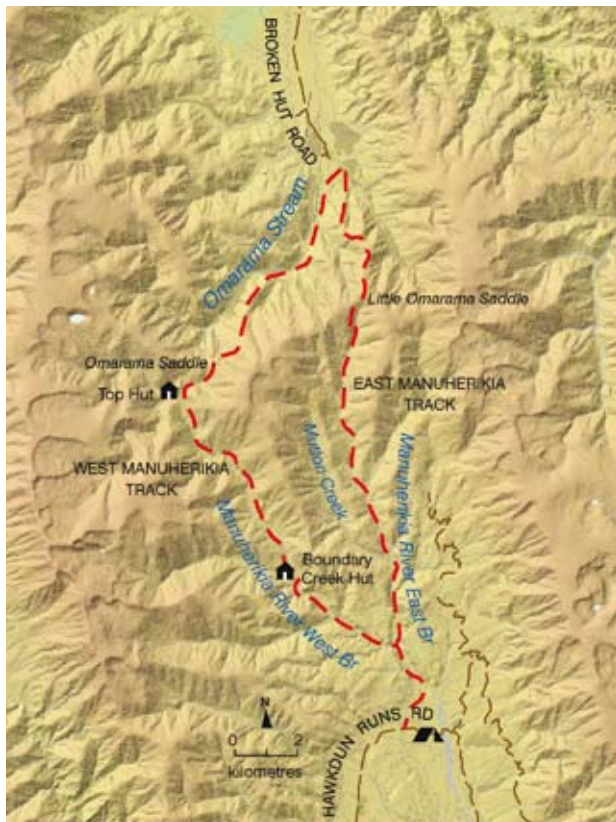 BROKEN HUT ROAD
Omarama Stream
Little Omarama Saddle
Omarama Saddle
Top Hut
EAST MANUHERIKIA
TRACK
WEST MANUHERIKIA
TRACK
Mutton Creek
Manuherikia River East Br
Manuherikia River West Br
Boundary
Creek Hut
N
0 2
kilometres
HAWKDUN RUNS RD